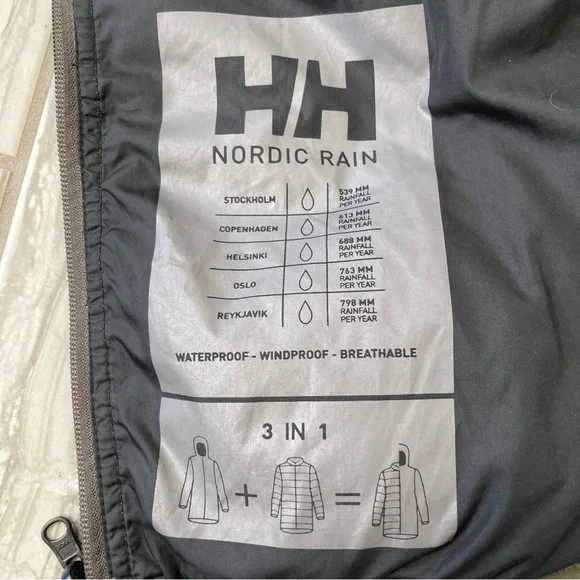 HH
NORDIC RAIN
STOCKHOLM 539 MM RAINFALL PER YEAR
COPENHAGEN 613 MM RAINFALL PER YEAR
HELSINKI 688 MM RAINFALL PER YEAR
OSLO 763 MM RAINFALL PER YEAR
REYKJAVIK 798 MM RAINFALL PER YEAR
WATERPROOF - WINDPROOF - BREATHABLE
3 IN 1
+ =